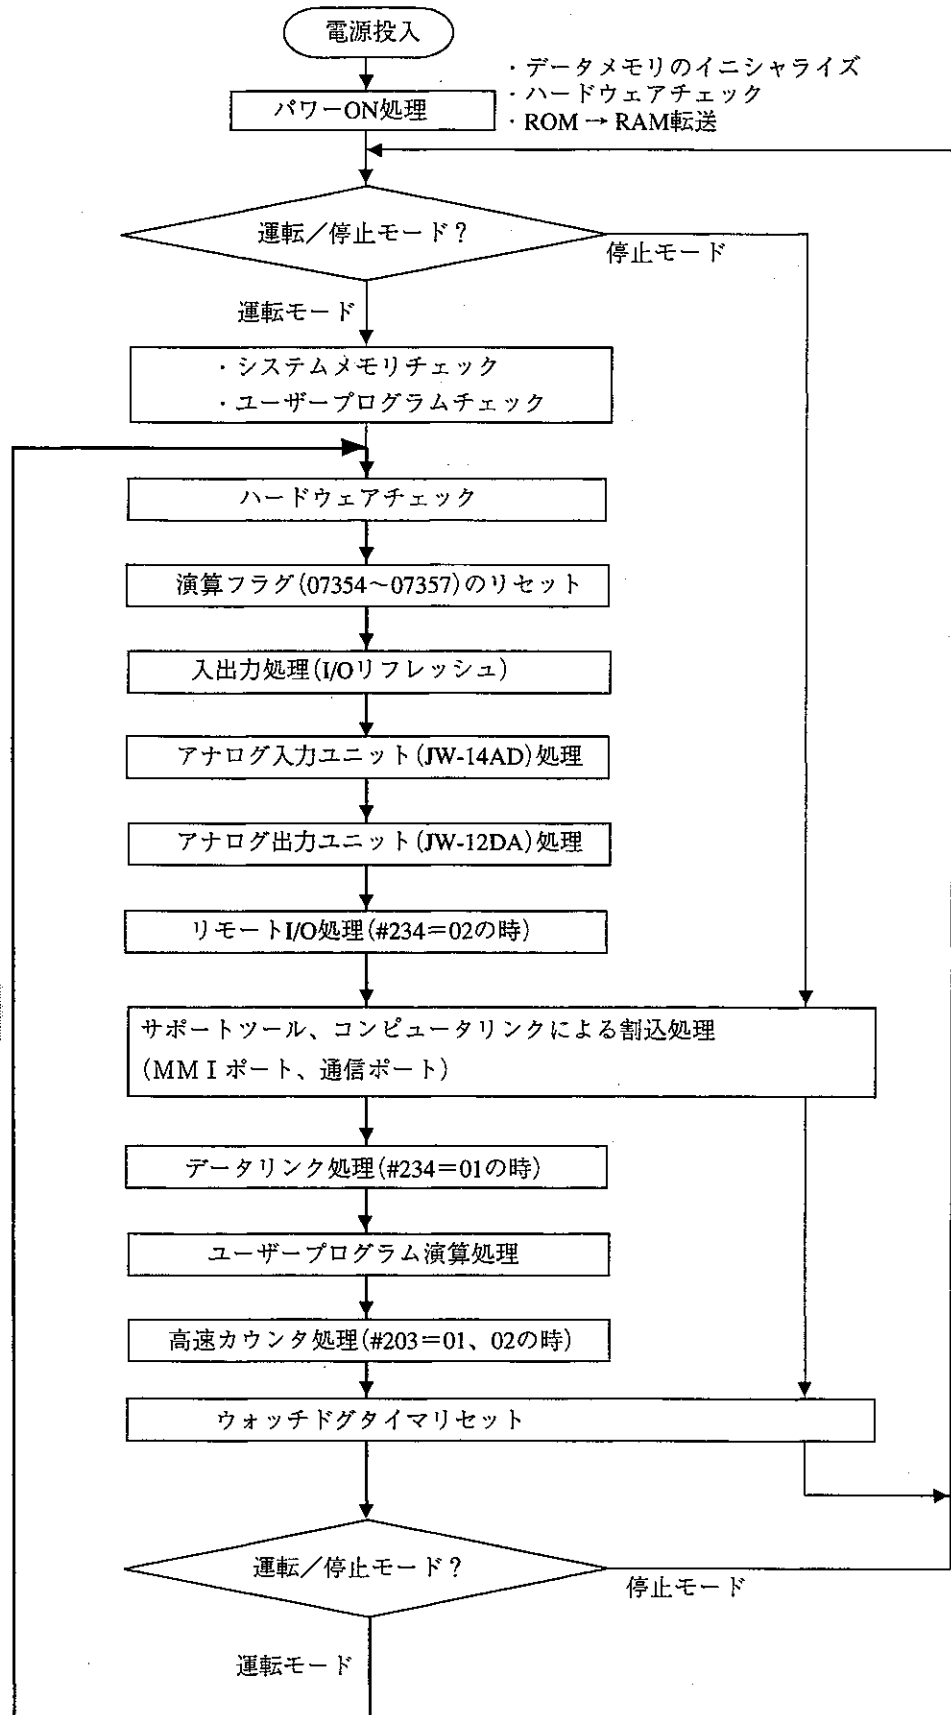 電源投入
・データメモリのイニシャライズ
・ハードウェアチェック
・ROM→RAM転送
パワーON処理
運転／停止モード？
停止モード
運転モード
・システムメモリチェック
・ユーザープログラムチェック
ハードウェアチェック
演算フラグ(07354～07357)のリセット
入出力処理(I/Oリフレッシュ)
アナログ入力ユニット(JW-14AD)処理
アナログ出力ユニット(JW-12DA)処理
リモートI/O処理(#234＝02の時)
サポートツール、コンピュータリンクによる割込処理
(ＭＭＩポート、通信ポート)
データリンク処理(#234＝01の時)
ユーザープログラム演算処理
高速カウンタ処理(#203＝01、02の時)
ウォッチドグタイマリセット
運転／停止モード？
停止モード
運転モード